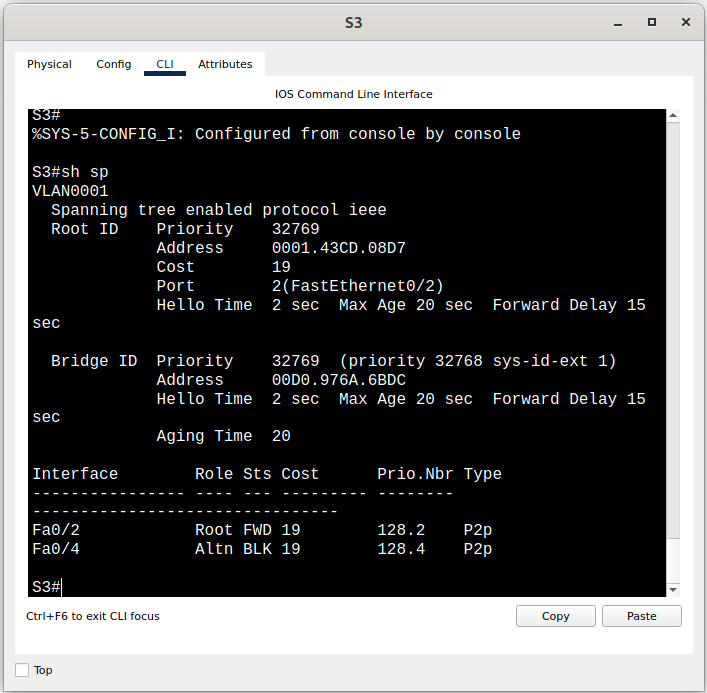 S3
Physical Config CLI Attributes
IOS Command Line Interface
S3#
%SYS-5-CONFIG_I: Configured from console by console
S3#sh sp
VLAN0001
  Spanning tree enabled protocol ieee
  Root ID    Priority    32769
             Address     0001.43CD.08D7
             Cost        19
             Port        2(FastEthernet0/2)
             Hello Time  2 sec  Max Age 20 sec  Forward Delay 15
sec
  Bridge ID  Priority    32769  (priority 32768 sys-id-ext 1)
             Address     00D0.976A.6BDC
             Hello Time  2 sec  Max Age 20 sec  Forward Delay 15
sec
             Aging Time  20
Interface        Role Sts Cost      Prio.Nbr Type
---------------- ---- --- --------- --------
--------------------------------
Fa0/2            Root FWD 19        128.2    P2p
Fa0/4            Altn BLK 19        128.4    P2p
S3#
Ctrl+F6 to exit CLI focus
Copy Paste
Top